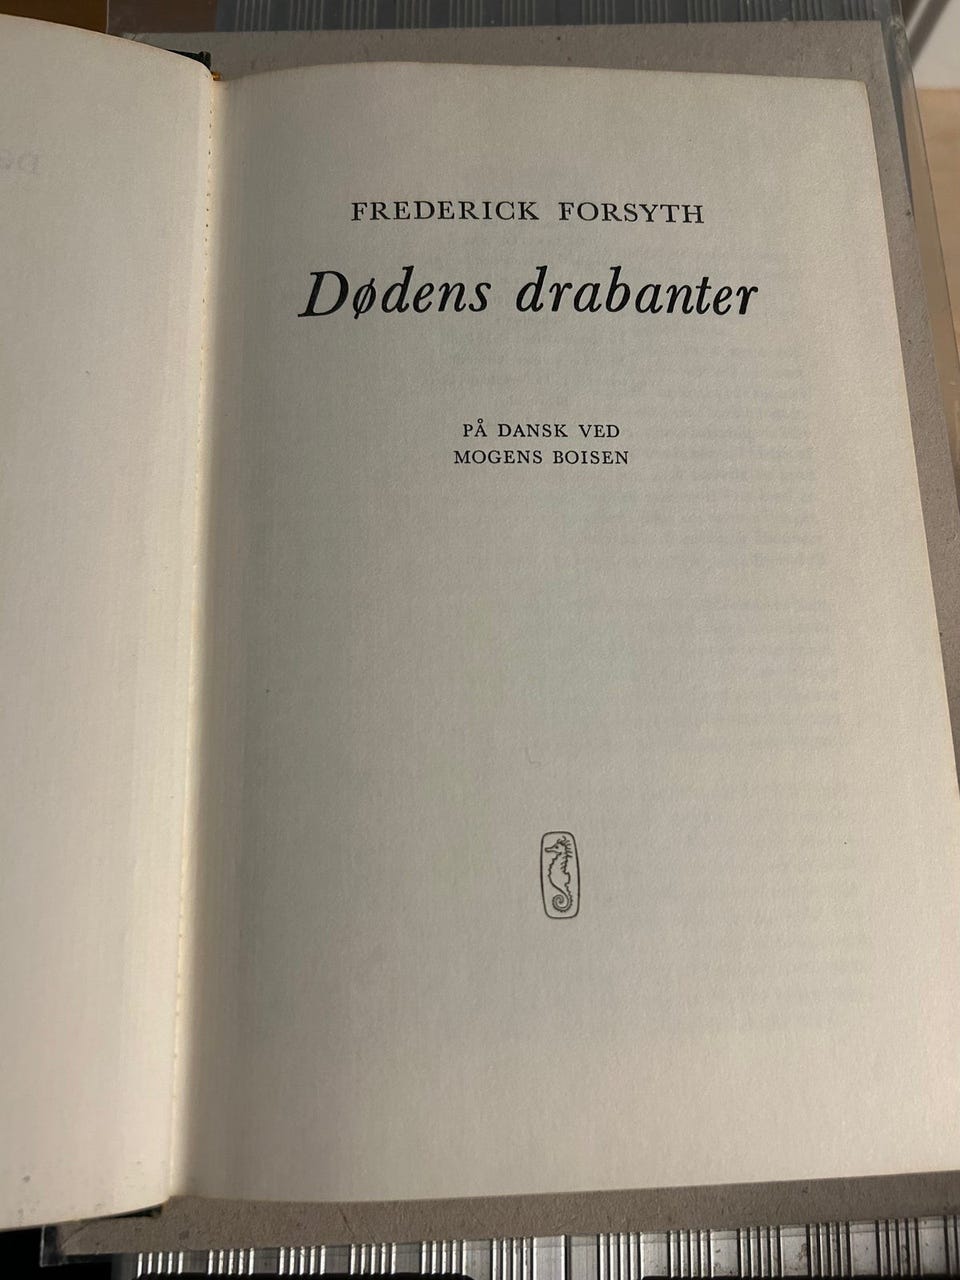 FREDERICK FORSYTH
Dødens drabanter
PÅ DANSK VED
MOGENS BOISEN